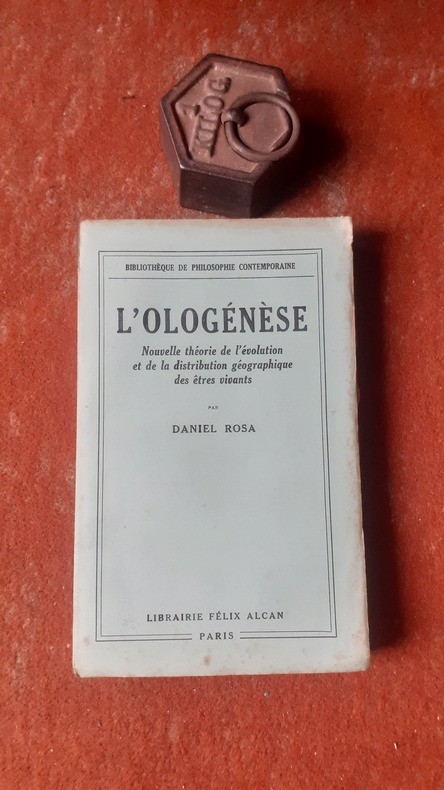 1
KILOG.
BIBLIOTHÈQUE DE PHILOSOPHIE CONTEMPORAINE
L'OLOGÉNÈSE
Nouvelle théorie de l'évolution
et de la distribution géographique
des êtres vivants
PAR
DANIEL ROSA
LIBRAIRIE FÉLIX ALCAN
PARIS